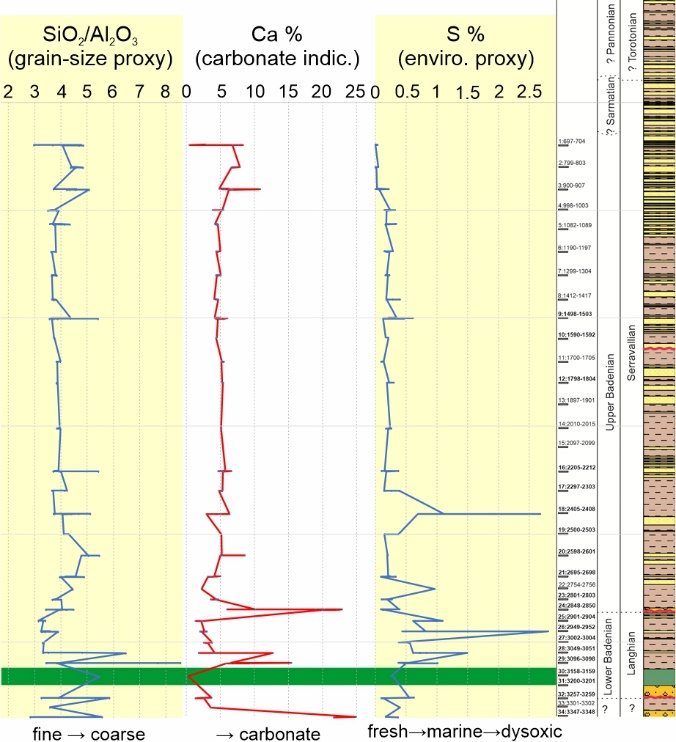 SiO₂/Al₂O₃
(grain-size proxy)
Ca %
(carbonate indic.)
S %
(enviro. proxy)
2 3 4 5 6 7 8
0 5 10 15 20 25
0 0.5 1.5 1 2 2.5
? Pannonian
? Torotonian
? Sarmatian
1:697-704
2:799-803
3:900-907
4:998-1003
5:1082-1089
6:1190-1197
7:1299-1304
8:1412-1417
9:1498-1503
10:1590-1592
11:1700-1705
12:1798-1804
13:1897-1901
14:2010-2015
15:2097-2099
16:2205-2212
17:2297-2303
18:2405-2408
19:2500-2503
20:2598-2601
21:2695-2698
22:2754-2756
23:2801-2803
24:2848-2850
25:2901-2904
26:2949-2952
27:3002-3004
28:3049-3051
29:3096-3098
30:3158-3159
31:3200-3201
32:3257-3259
33:3301-3302
34:3347-3348
Upper Badenian
Serravallian
Lower Badenian
Langhian
?
?
fine → coarse
→ carbonate
fresh→marine→dysoxic